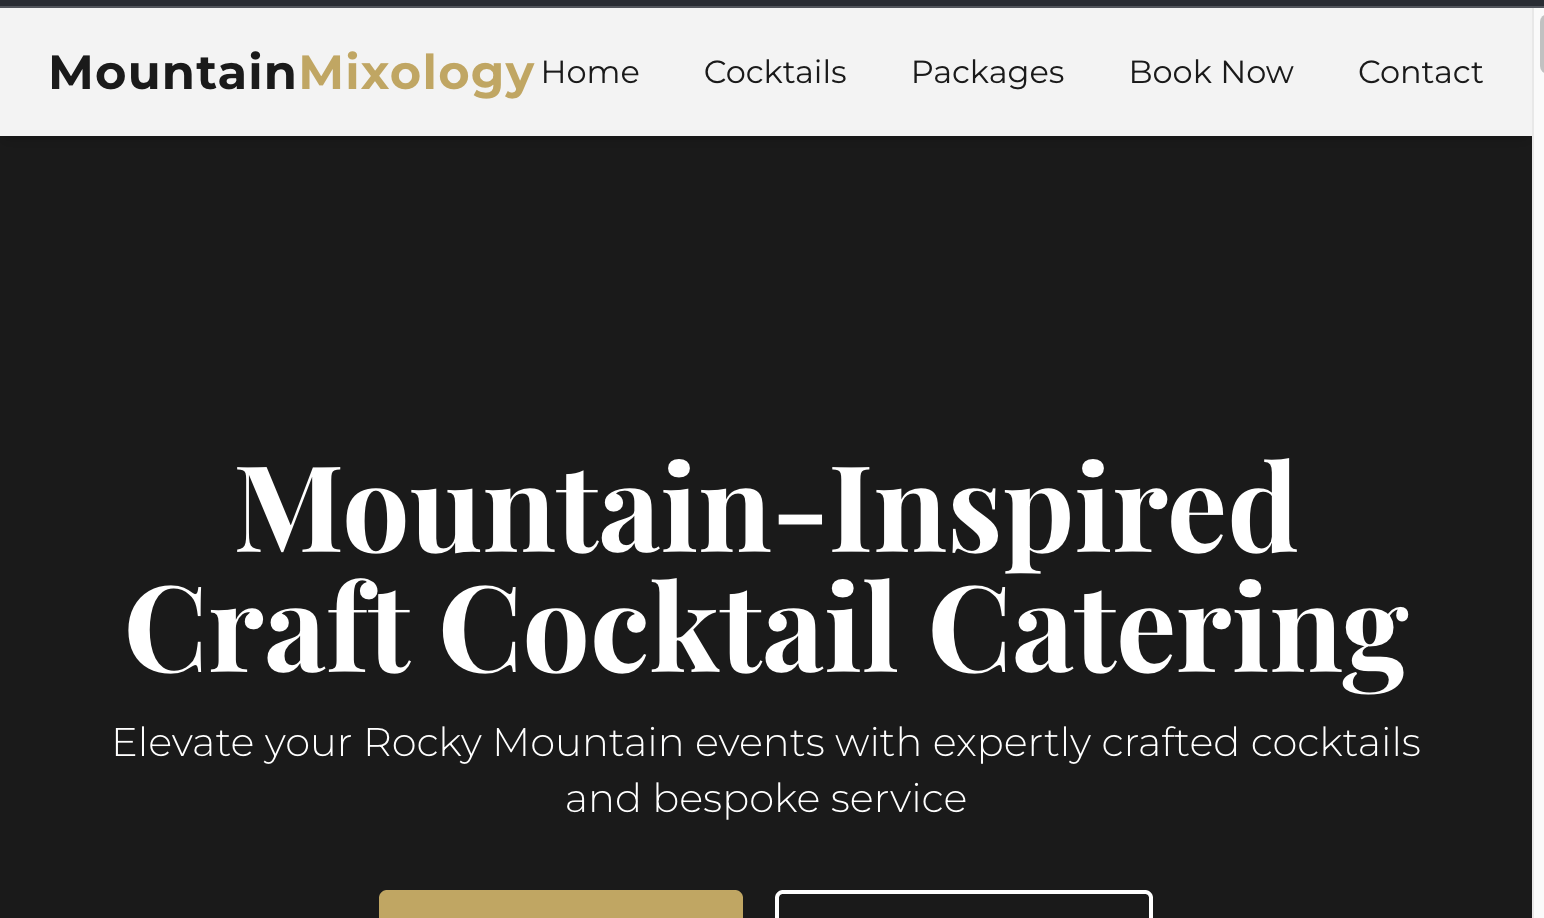 MountainMixology Home Cocktails Packages Book Now Contact
Mountain-Inspired
Craft Cocktail Catering
Elevate your Rocky Mountain events with expertly crafted cocktails
and bespoke service